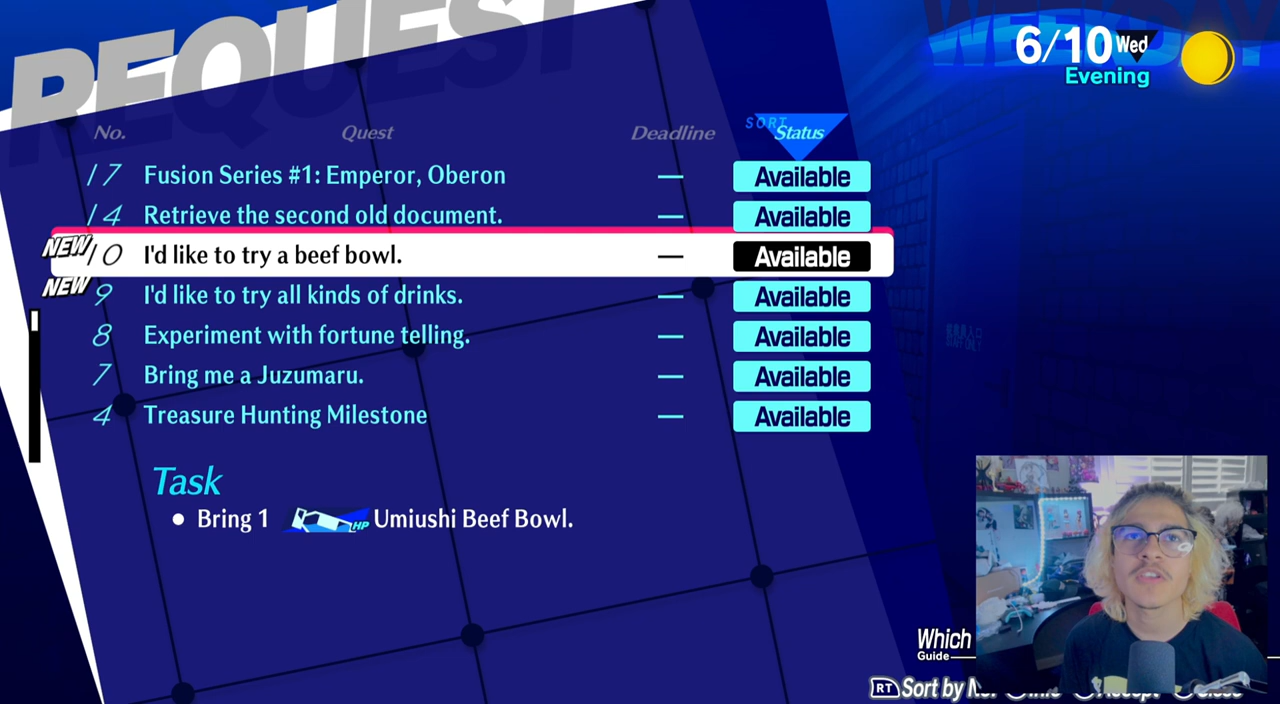 REQUEST
WEEKDAY
6/10 Wed
Evening
No. Quest Deadline SORT Status
17 Fusion Series #1: Emperor, Oberon — Available
14 Retrieve the second old document. — Available
NEW 10 I'd like to try a beef bowl. — Available
NEW 9 I'd like to try all kinds of drinks. — Available
8 Experiment with fortune telling. — Available
7 Bring me a Juzumaru. — Available
4 Treasure Hunting Milestone — Available
Task
● Bring 1 HP Umiushi Beef Bowl.
Which
Guide
RT Sort by